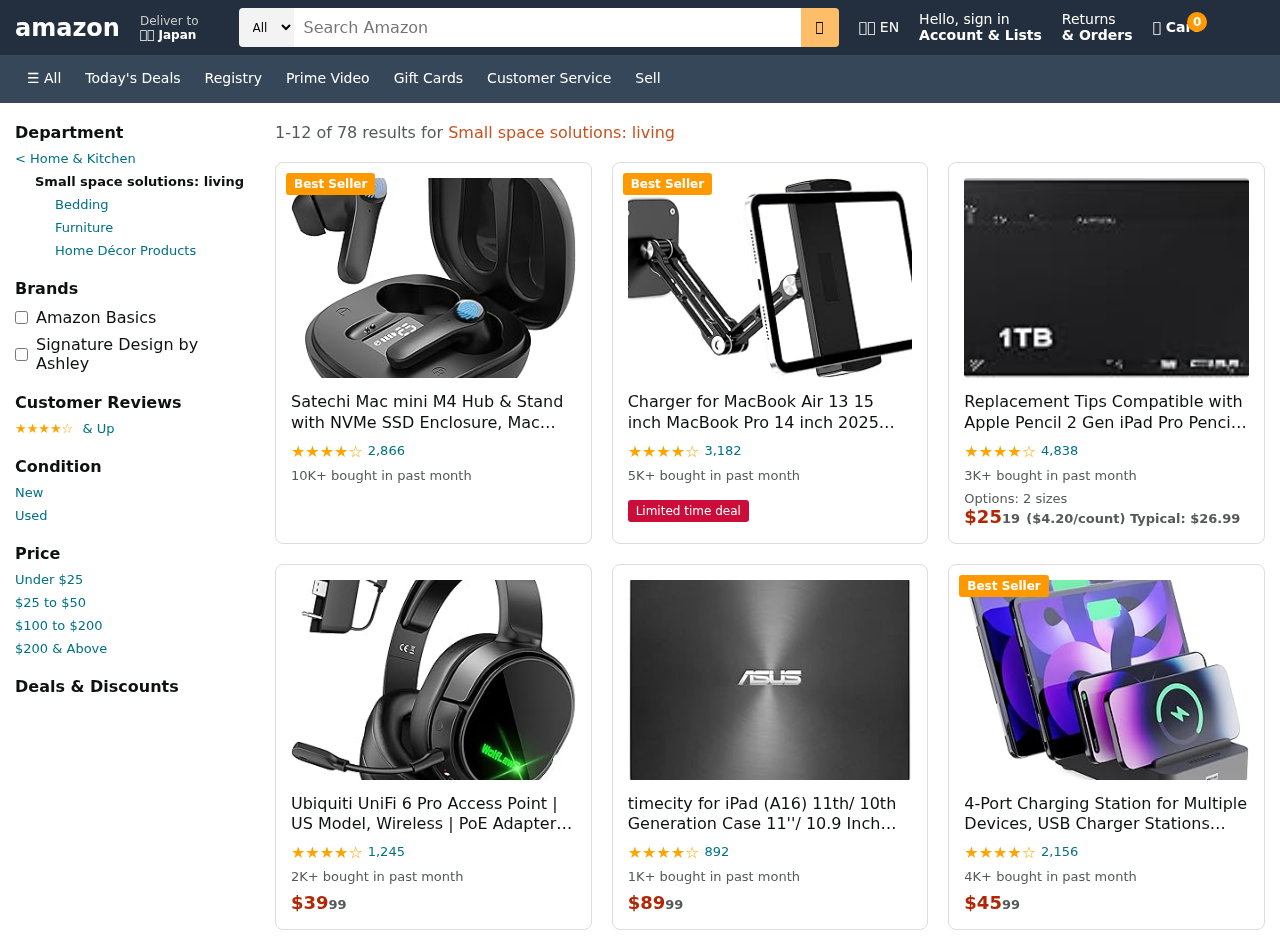 amazon
Deliver to
Japan
All
Search Amazon
EN
Hello, sign in
Account & Lists
Returns
& Orders
0
☰ All
Today's Deals
Registry
Prime Video
Gift Cards
Customer Service
Sell
Department
< Home & Kitchen
Small space solutions: living
Bedding
Furniture
Home Décor Products
Brands
Amazon Basics
Signature Design by
Ashley
Customer Reviews
★★★★☆ & Up
Condition
New
Used
Price
Under $25
$25 to $50
$100 to $200
$200 & Above
Deals & Discounts
1-12 of 78 results for Small space solutions: living
Best Seller
Satechi Mac mini M4 Hub & Stand
with NVMe SSD Enclosure, Mac...
★★★★☆ 2,866
10K+ bought in past month
Best Seller
Charger for MacBook Air 13 15
inch MacBook Pro 14 inch 2025...
★★★★☆ 3,182
5K+ bought in past month
Limited time deal
1TB
Replacement Tips Compatible with
Apple Pencil 2 Gen iPad Pro Penci...
★★★★☆ 4,838
3K+ bought in past month
Options: 2 sizes
$2519 ($4.20/count) Typical: $26.99
Ubiquiti UniFi 6 Pro Access Point |
US Model, Wireless | PoE Adapter...
★★★★☆ 1,245
2K+ bought in past month
$3999
ASUS
timecity for iPad (A16) 11th/ 10th
Generation Case 11''/ 10.9 Inch...
★★★★☆ 892
1K+ bought in past month
$8999
Best Seller
4-Port Charging Station for Multiple
Devices, USB Charger Stations...
★★★★☆ 2,156
4K+ bought in past month
$4599